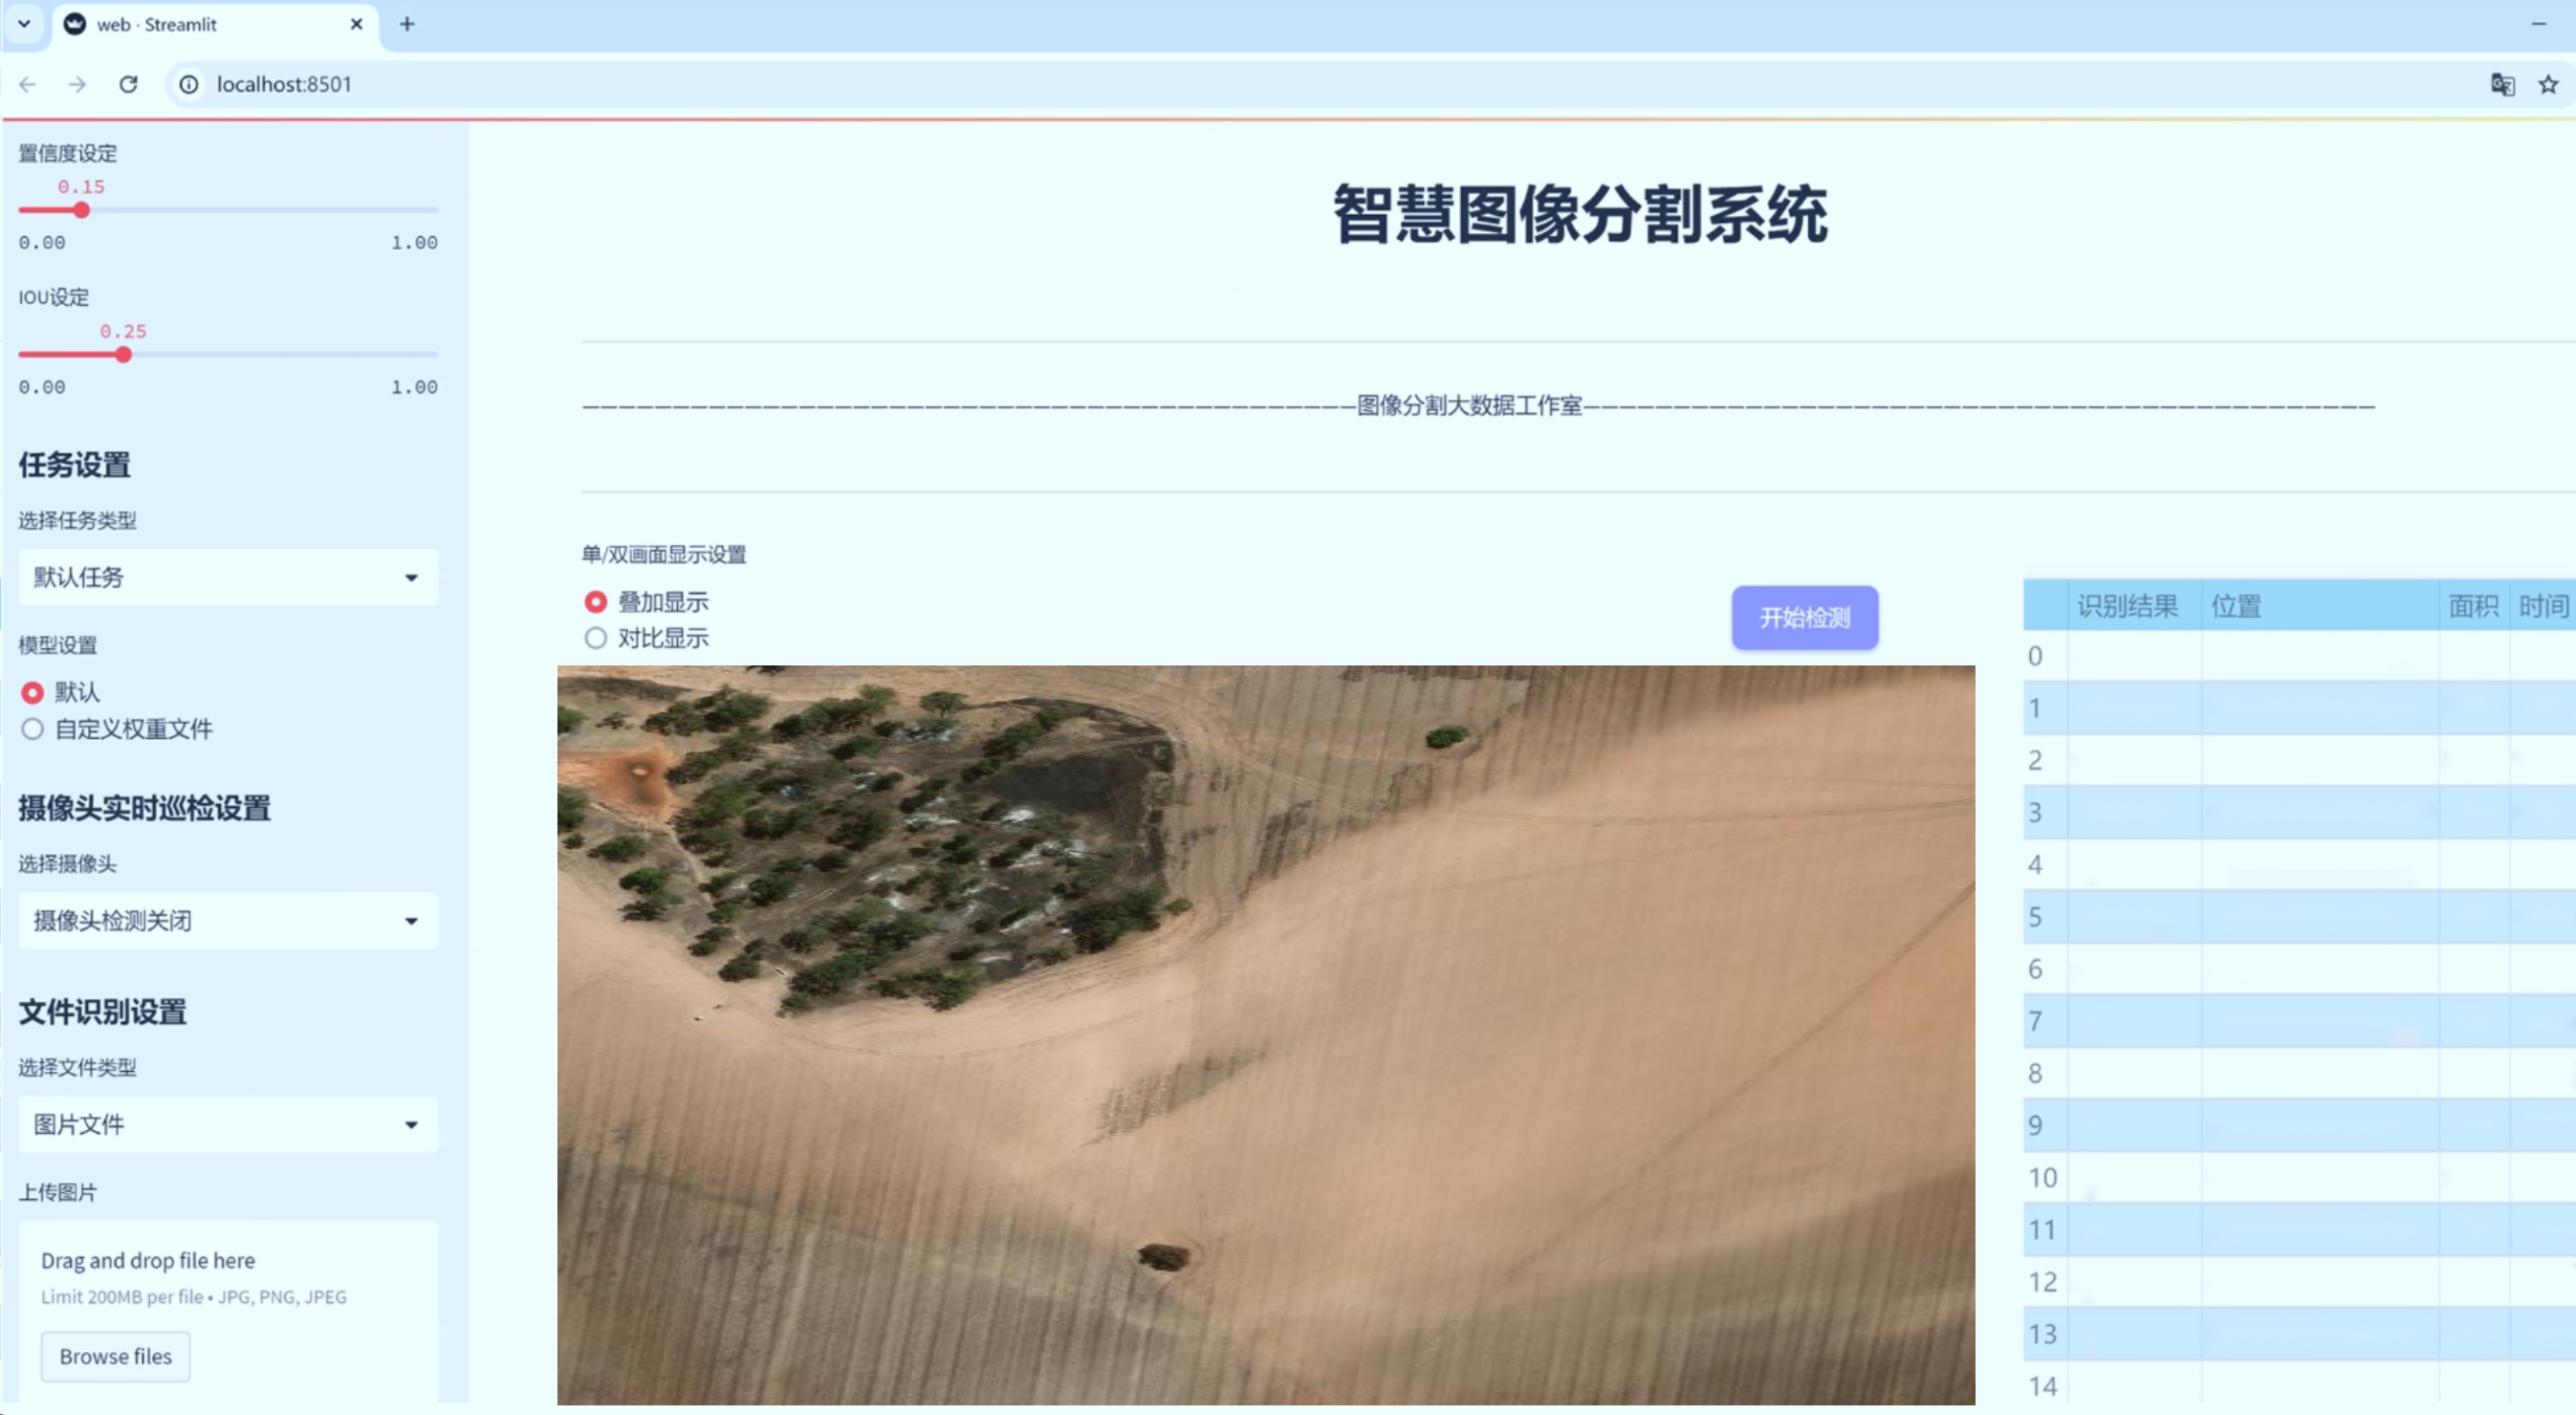 web · Streamlit
localhost:8501
置信度设定
0.15
0.00 1.00
IOU设定
0.25
0.00 1.00
任务设置
选择任务类型
默认任务
模型设置
默认
自定义权重文件
摄像头实时巡检设置
选择摄像头
摄像头检测关闭
文件识别设置
选择文件类型
图片文件
上传图片
Drag and drop file here
Limit 200MB per file • JPG, PNG, JPEG
Browse files
智慧图像分割系统
———————————————————————————————————————————图像分割大数据工作室————————————————————————————————————————————
单/双画面显示设置
叠加显示
对比显示
开始检测
识别结果 位置 面积 时间
0
1
2
3
4
5
6
7
8
9
10
11
12
13
14